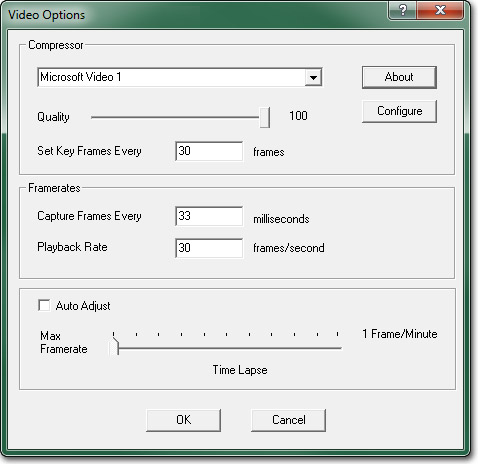 Video Options
Compressor
Microsoft Video 1
About
Quality 100
Configure
Set Key Frames Every 30 frames
Framerates
Capture Frames Every 33 milliseconds
Playback Rate 30 frames/second
Auto Adjust
Max Framerate 1 Frame/Minute
Time Lapse
OK Cancel